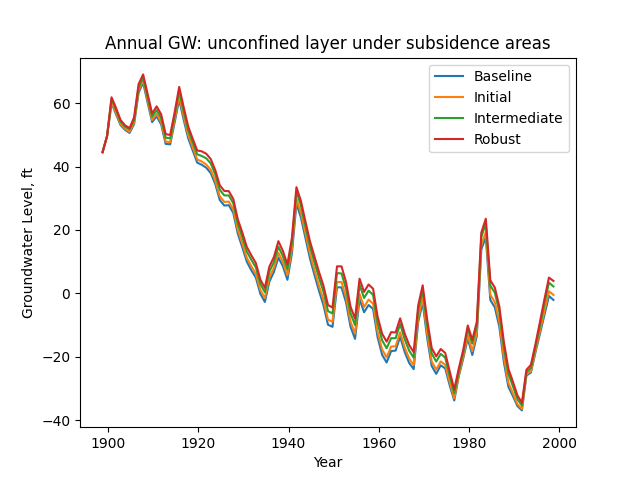 Annual GW: unconfined layer under subsidence areas
Baseline
Initial
Intermediate
Robust
Groundwater Level, ft
60
40
20
0
−20
−40
1900 1920 1940 1960 1980 2000
Year